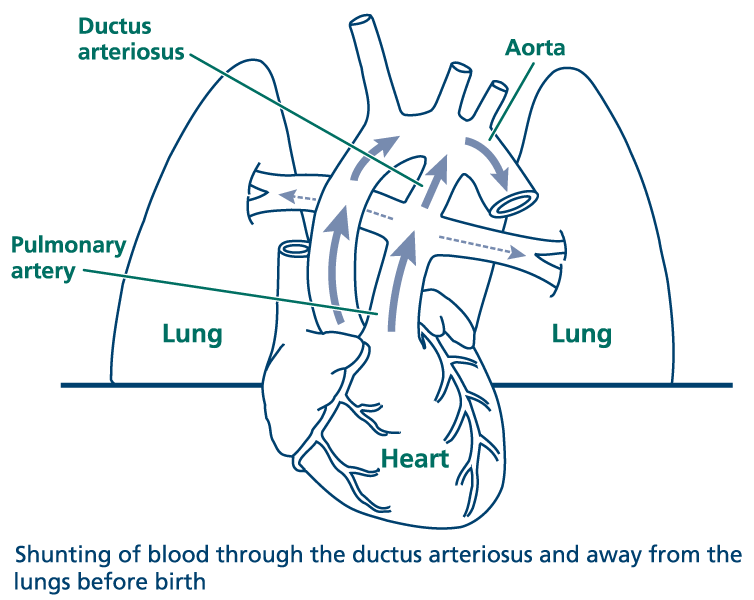 Ductus
arteriosus
Aorta
Pulmonary
artery
Lung
Lung
Heart
Shunting of blood through the ductus arteriosus and away from the
lungs before birth